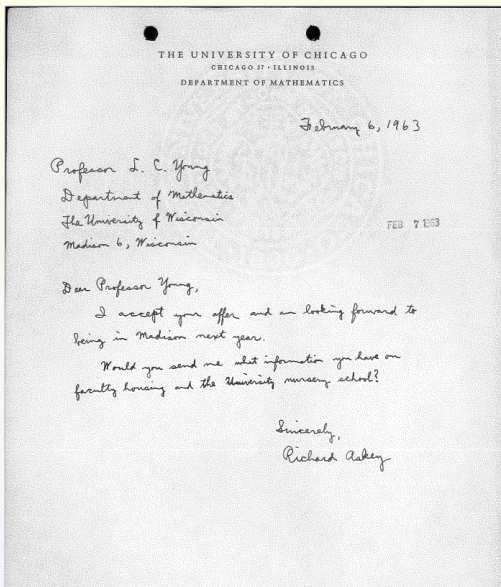 THE UNIVERSITY OF CHICAGO
CHICAGO 37 · ILLINOIS
DEPARTMENT OF MATHEMATICS
February 6, 1963
Professor L. C. Young
Department of Mathematics
The University of Wisconsin
Madison 6, Wisconsin
FEB 7 1963
Dear Professor Young,
I accept your offer and am looking forward to
being in Madison next year.
Would you send me what information you have on
faculty housing and the University nursery school?
Sincerely,
Richard Askey